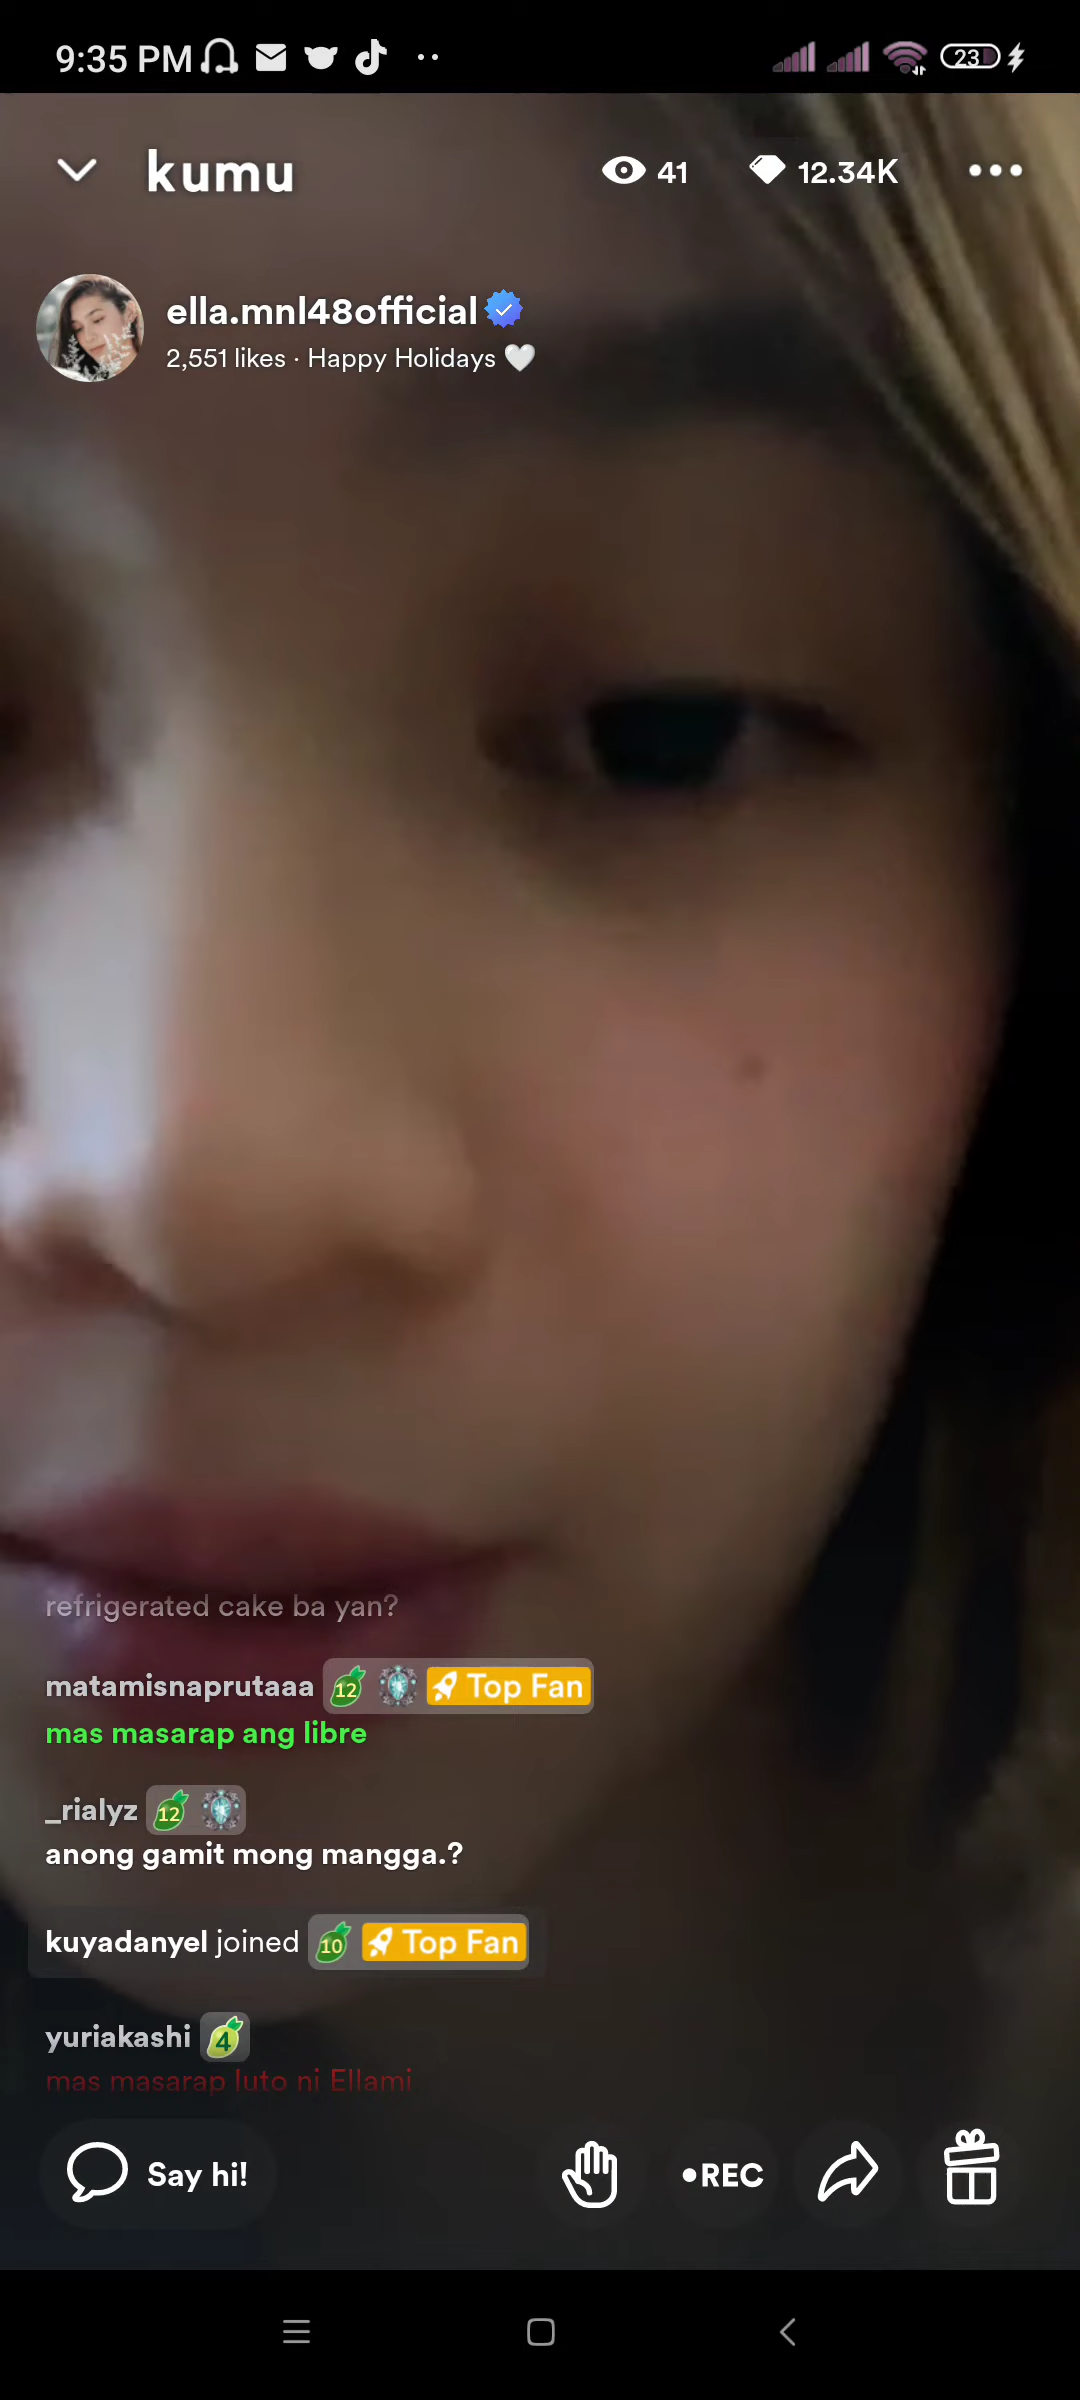 9:35 PM
23
kumu
41
12.34K
ella.mnl48official
2,551 likes · Happy Holidays 🤍
refrigerated cake ba yan?
matamisnaprutaaa 12 Top Fan
mas masarap ang libre
_rialyz 12
anong gamit mong mangga.?
kuyadanyel joined 10 Top Fan
yuriakashi 4
mas masarap luto ni Ellami
Say hi!
•REC